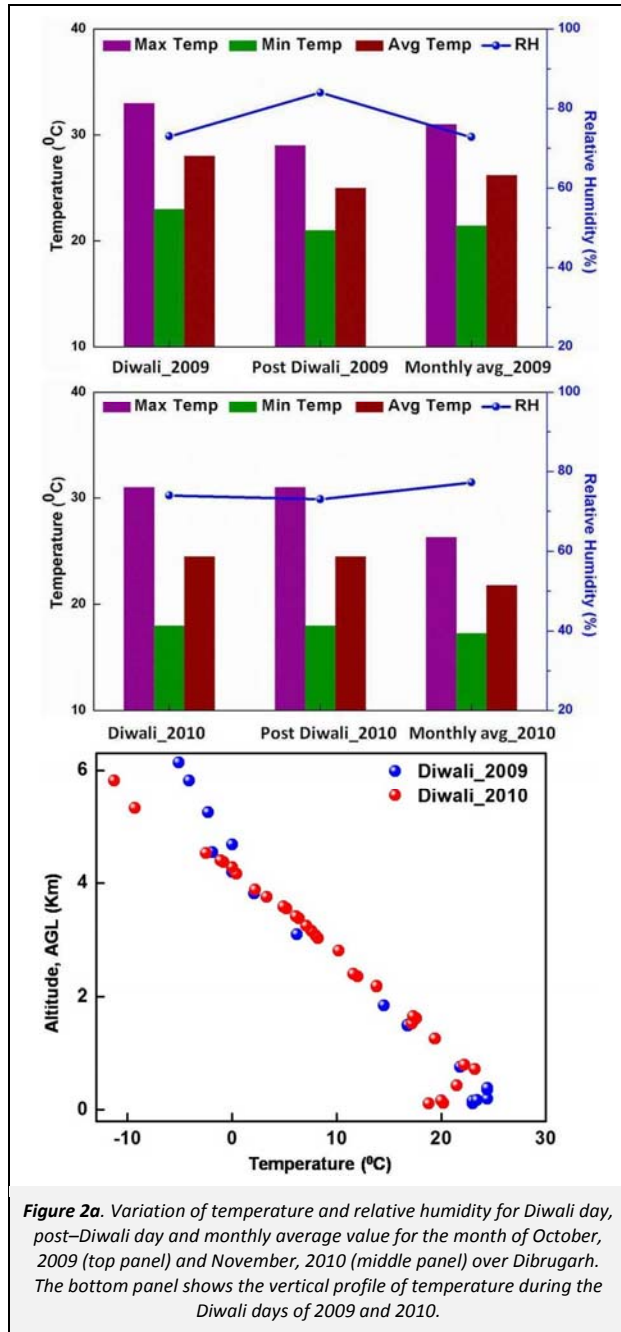 40
100
Max Temp Min Temp Avg Temp RH
80
30
60
20
40
10
20
Temperature (⁰C)
Relative Humidity (%)
Diwali_2009 Post Diwali_2009 Monthly avg_2009
40
100
Max Temp Min Temp Avg Temp RH
80
30
60
20
40
10
20
Temperature (⁰C)
Relative Humidity (%)
Diwali_2010 Post Diwali_2010 Monthly avg_2010
6
Diwali_2009
Diwali_2010
4
2
0
Altitude, AGL (Km)
-10 0 10 20 30
Temperature (⁰C)
Figure 2a. Variation of temperature and relative humidity for Diwali day,
post–Diwali day and monthly average value for the month of October,
2009 (top panel) and November, 2010 (middle panel) over Dibrugarh.
The bottom panel shows the vertical profile of temperature during the
Diwali days of 2009 and 2010.